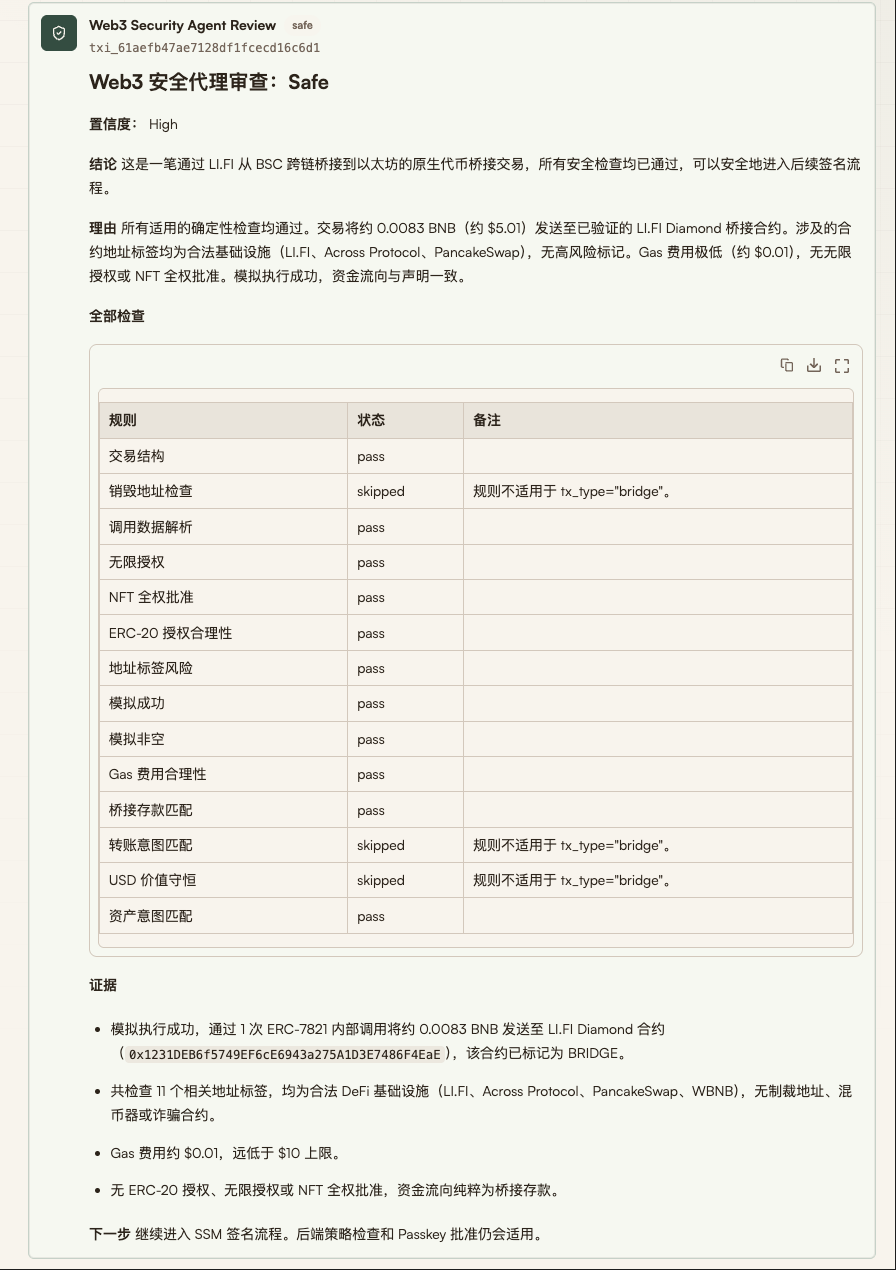 Web3 Security Agent Review safe
txi_61aefb47ae7128df1fcecd16c6d1
Web3 安全代理审查：Safe
置信度： High
结论 这是一笔通过 LI.FI 从 BSC 跨链桥接到以太坊的原生代币桥接交易，所有安全检查均已通过，可以安全地进入后续签名流
程。
理由 所有适用的确定性检查均通过。交易将约 0.0083 BNB（约 $5.01）发送至已验证的 LI.FI Diamond 桥接合约。涉及的合
约地址标签均为合法基础设施（LI.FI、Across Protocol、PancakeSwap），无高风险标记。Gas 费用极低（约 $0.01），无无限
授权或 NFT 全权批准。模拟执行成功，资金流向与声明一致。
全部检查
规则 状态 备注
交易结构 pass
销毁地址检查 skipped 规则不适用于 tx_type="bridge"。
调用数据解析 pass
无限授权 pass
NFT 全权批准 pass
ERC-20 授权合理性 pass
地址标签风险 pass
模拟成功 pass
模拟非空 pass
Gas 费用合理性 pass
桥接存款匹配 pass
转账意图匹配 skipped 规则不适用于 tx_type="bridge"。
USD 价值守恒 skipped 规则不适用于 tx_type="bridge"。
资产意图匹配 pass
证据
• 模拟执行成功，通过 1 次 ERC-7821 内部调用将约 0.0083 BNB 发送至 LI.FI Diamond 合约
（0x1231DEB6f5749EF6cE6943a275A1D3E7486F4EaE），该合约已标记为 BRIDGE。
• 共检查 11 个相关地址标签，均为合法 DeFi 基础设施（LI.FI、Across Protocol、PancakeSwap、WBNB），无制裁地址、混
币器或诈骗合约。
• Gas 费用约 $0.01，远低于 $10 上限。
• 无 ERC-20 授权、无限授权或 NFT 全权批准，资金流向纯粹为桥接存款。
下一步 继续进入 SSM 签名流程。后端策略检查和 Passkey 批准仍会适用。